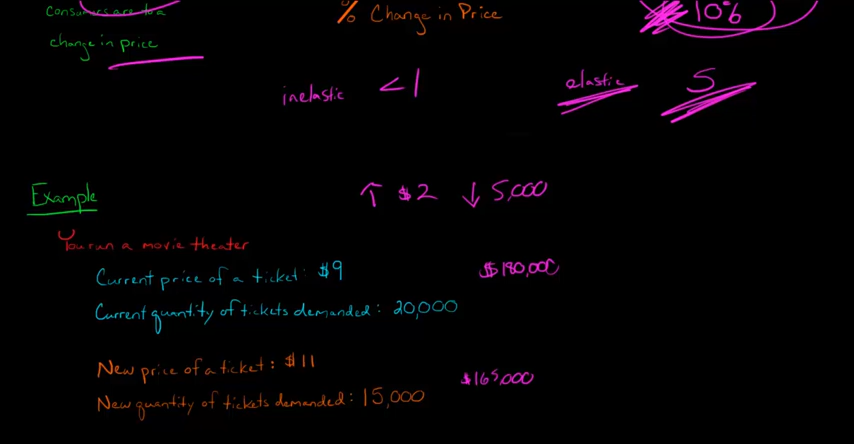 Consumers are to a
% Change in Price
10%
change in price
inelastic < 1
elastic 5
Example
↑ $2 ↓ 5,000
You run a movie theater
Current price of a ticket: $9
$180,000
Current quantity of tickets demanded: 20,000
New price of a ticket: $11
$165,000
New quantity of tickets demanded: 15,000